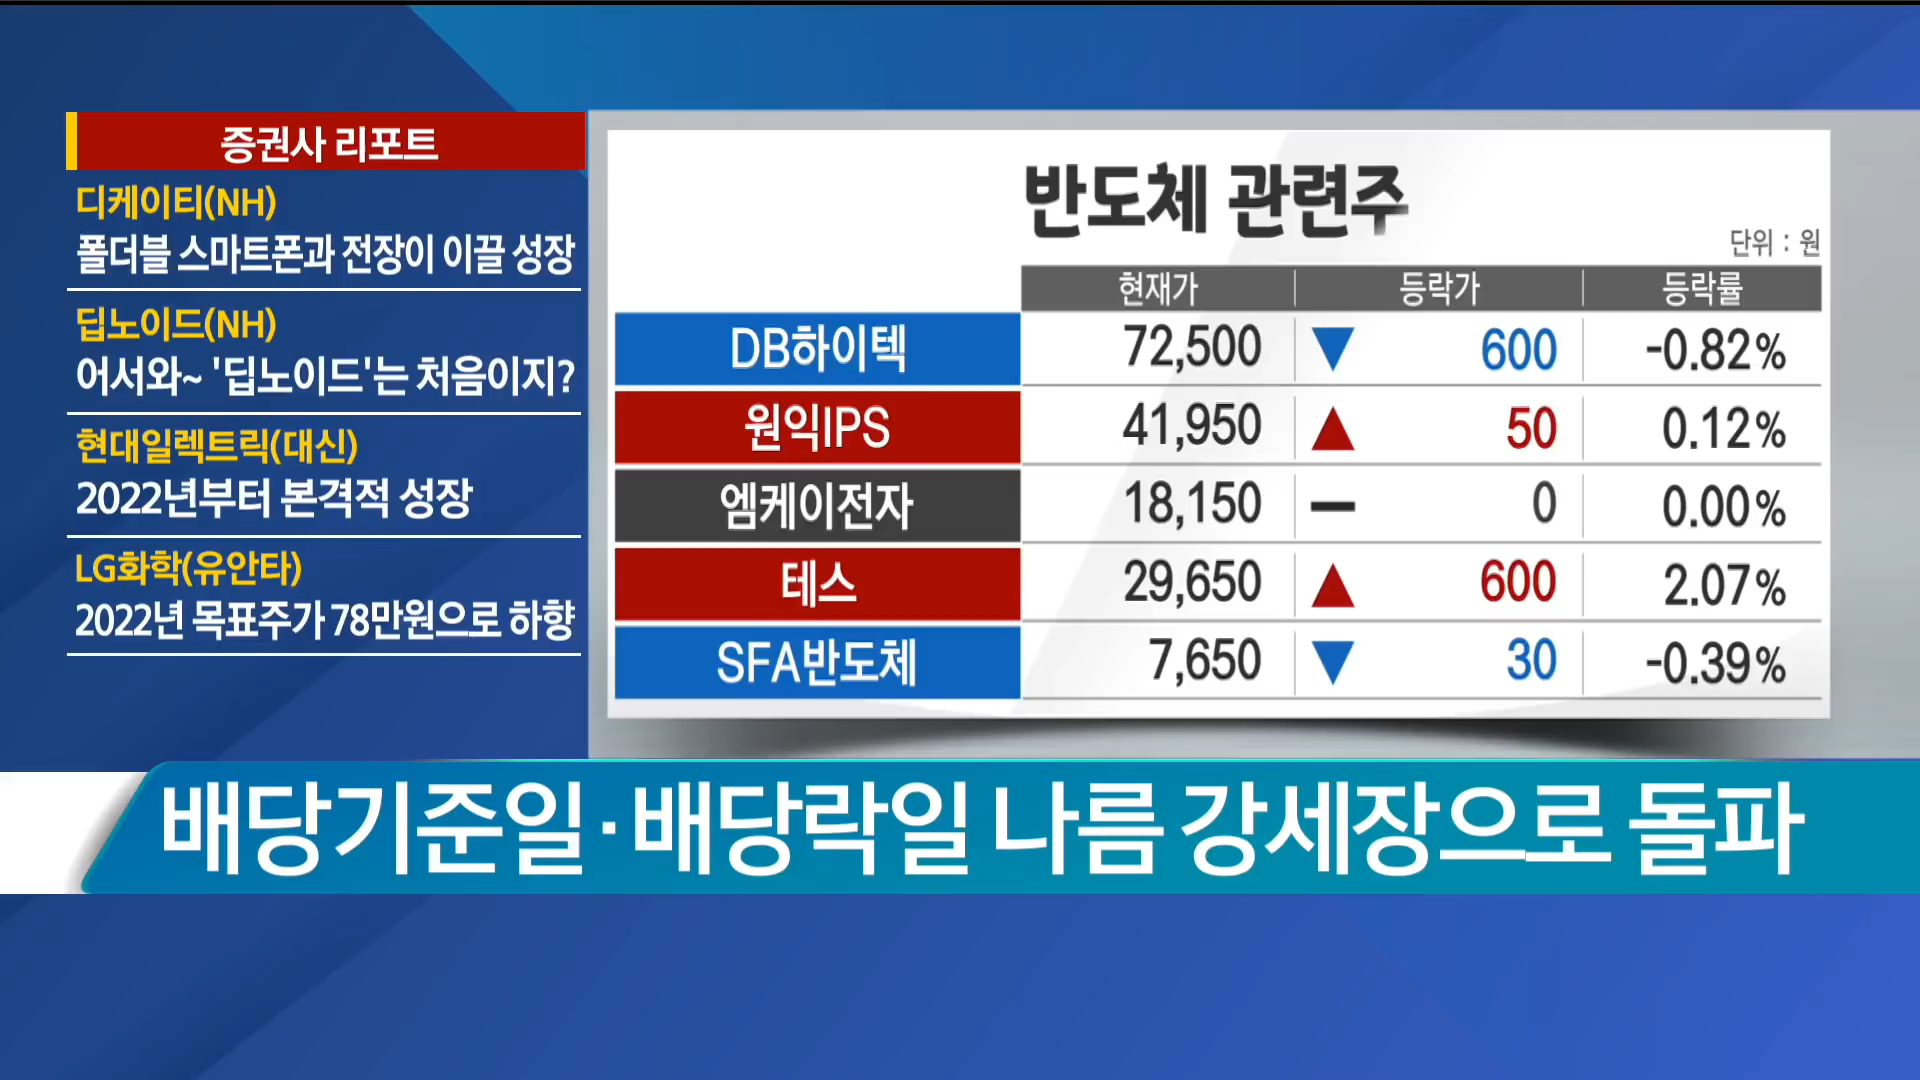 증권사 리포트
디케이티(NH)
폴더블 스마트폰과 전장이 이끌 성장
딥노이드(NH)
어서와~ '딥노이드'는 처음이지?
현대일렉트릭(대신)
2022년부터 본격적 성장
LG화학(유안타)
2022년 목표주가 78만원으로 하향
반도체 관련주
단위 : 원
현재가 등락가 등락률
DB하이텍 72,500 ▼ 600 -0.82%
원익IPS 41,950 ▲ 50 0.12%
엠케이전자 18,150 – 0 0.00%
테스 29,650 ▲ 600 2.07%
SFA반도체 7,650 ▼ 30 -0.39%
배당기준일·배당락일 나름 강세장으로 돌파